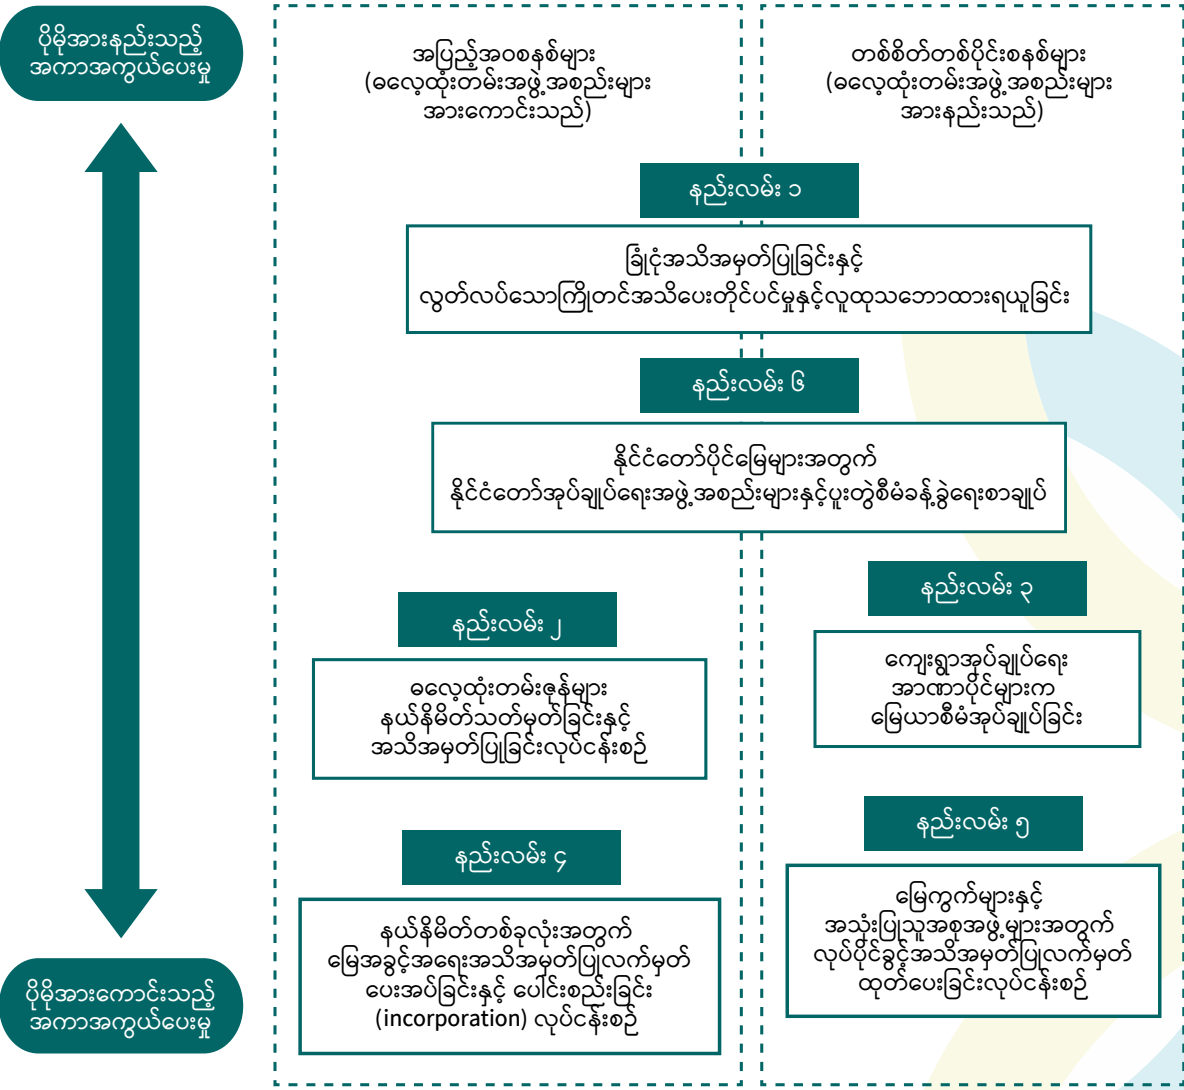 ပိုမိုအားနည်းသည့်
အကာအကွယ်ပေးမှု
အပြည့်အဝစနစ်များ
(ဓလေ့ထုံးတမ်းအဖွဲ့အစည်းများ
အားကောင်းသည်)
တစ်စိတ်တစ်ပိုင်းစနစ်များ
(ဓလေ့ထုံးတမ်းအဖွဲ့အစည်းများ
အားနည်းသည်)
နည်းလမ်း ၁
ခြုံငုံအသိအမှတ်ပြုခြင်းနှင့်
လွတ်လပ်သောကြိုတင်အသိပေးတိုင်ပင်မှုနှင့်လူထုသဘောထားရယူခြင်း
နည်းလမ်း ၆
နိုင်ငံတော်ပိုင်မြေများအတွက်
နိုင်ငံတော်အုပ်ချုပ်ရေးအဖွဲ့အစည်းများနှင့်ပူးတွဲစီမံခန့်ခွဲရေးစာချုပ်
နည်းလမ်း ၂
ဓလေ့ထုံးတမ်းဇုန်များ
နယ်နိမိတ်သတ်မှတ်ခြင်းနှင့်
အသိအမှတ်ပြုခြင်းလုပ်ငန်းစဉ်
နည်းလမ်း ၃
ကျေးရွာအုပ်ချုပ်ရေး
အာဏာပိုင်များက
မြေယာစီမံအုပ်ချုပ်ခြင်း
နည်းလမ်း ၄
နယ်နိမိတ်တစ်ခုလုံးအတွက်
မြေအခွင့်အရေးအသိအမှတ်ပြုလက်မှတ်
ပေးအပ်ခြင်းနှင့် ပေါင်းစည်းခြင်း
(incorporation) လုပ်ငန်းစဉ်
နည်းလမ်း ၅
မြေကွက်များနှင့်
အသုံးပြုသူအစုအဖွဲ့များအတွက်
လုပ်ပိုင်ခွင့်အသိအမှတ်ပြုလက်မှတ်
ထုတ်ပေးခြင်းလုပ်ငန်းစဉ်
ပိုမိုအားကောင်းသည့်
အကာအကွယ်ပေးမှု